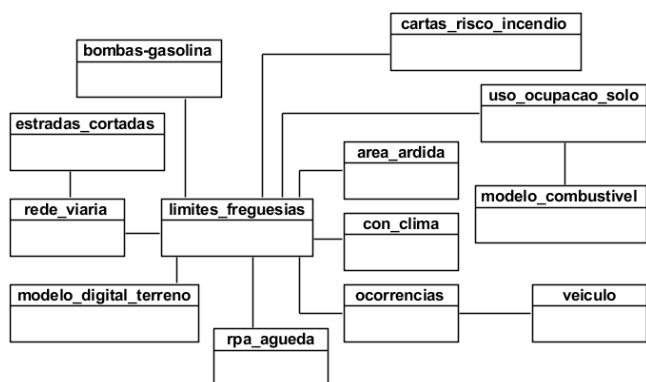 cartas_risco_incendio
bombas-gasolina
uso_ocupacao_solo
estradas_cortadas
area_ardida
modelo_combustivel
rede_viaria
limites_freguesias
con_clima
modelo_digital_terreno
ocorrencias
veiculo
rpa_agueda